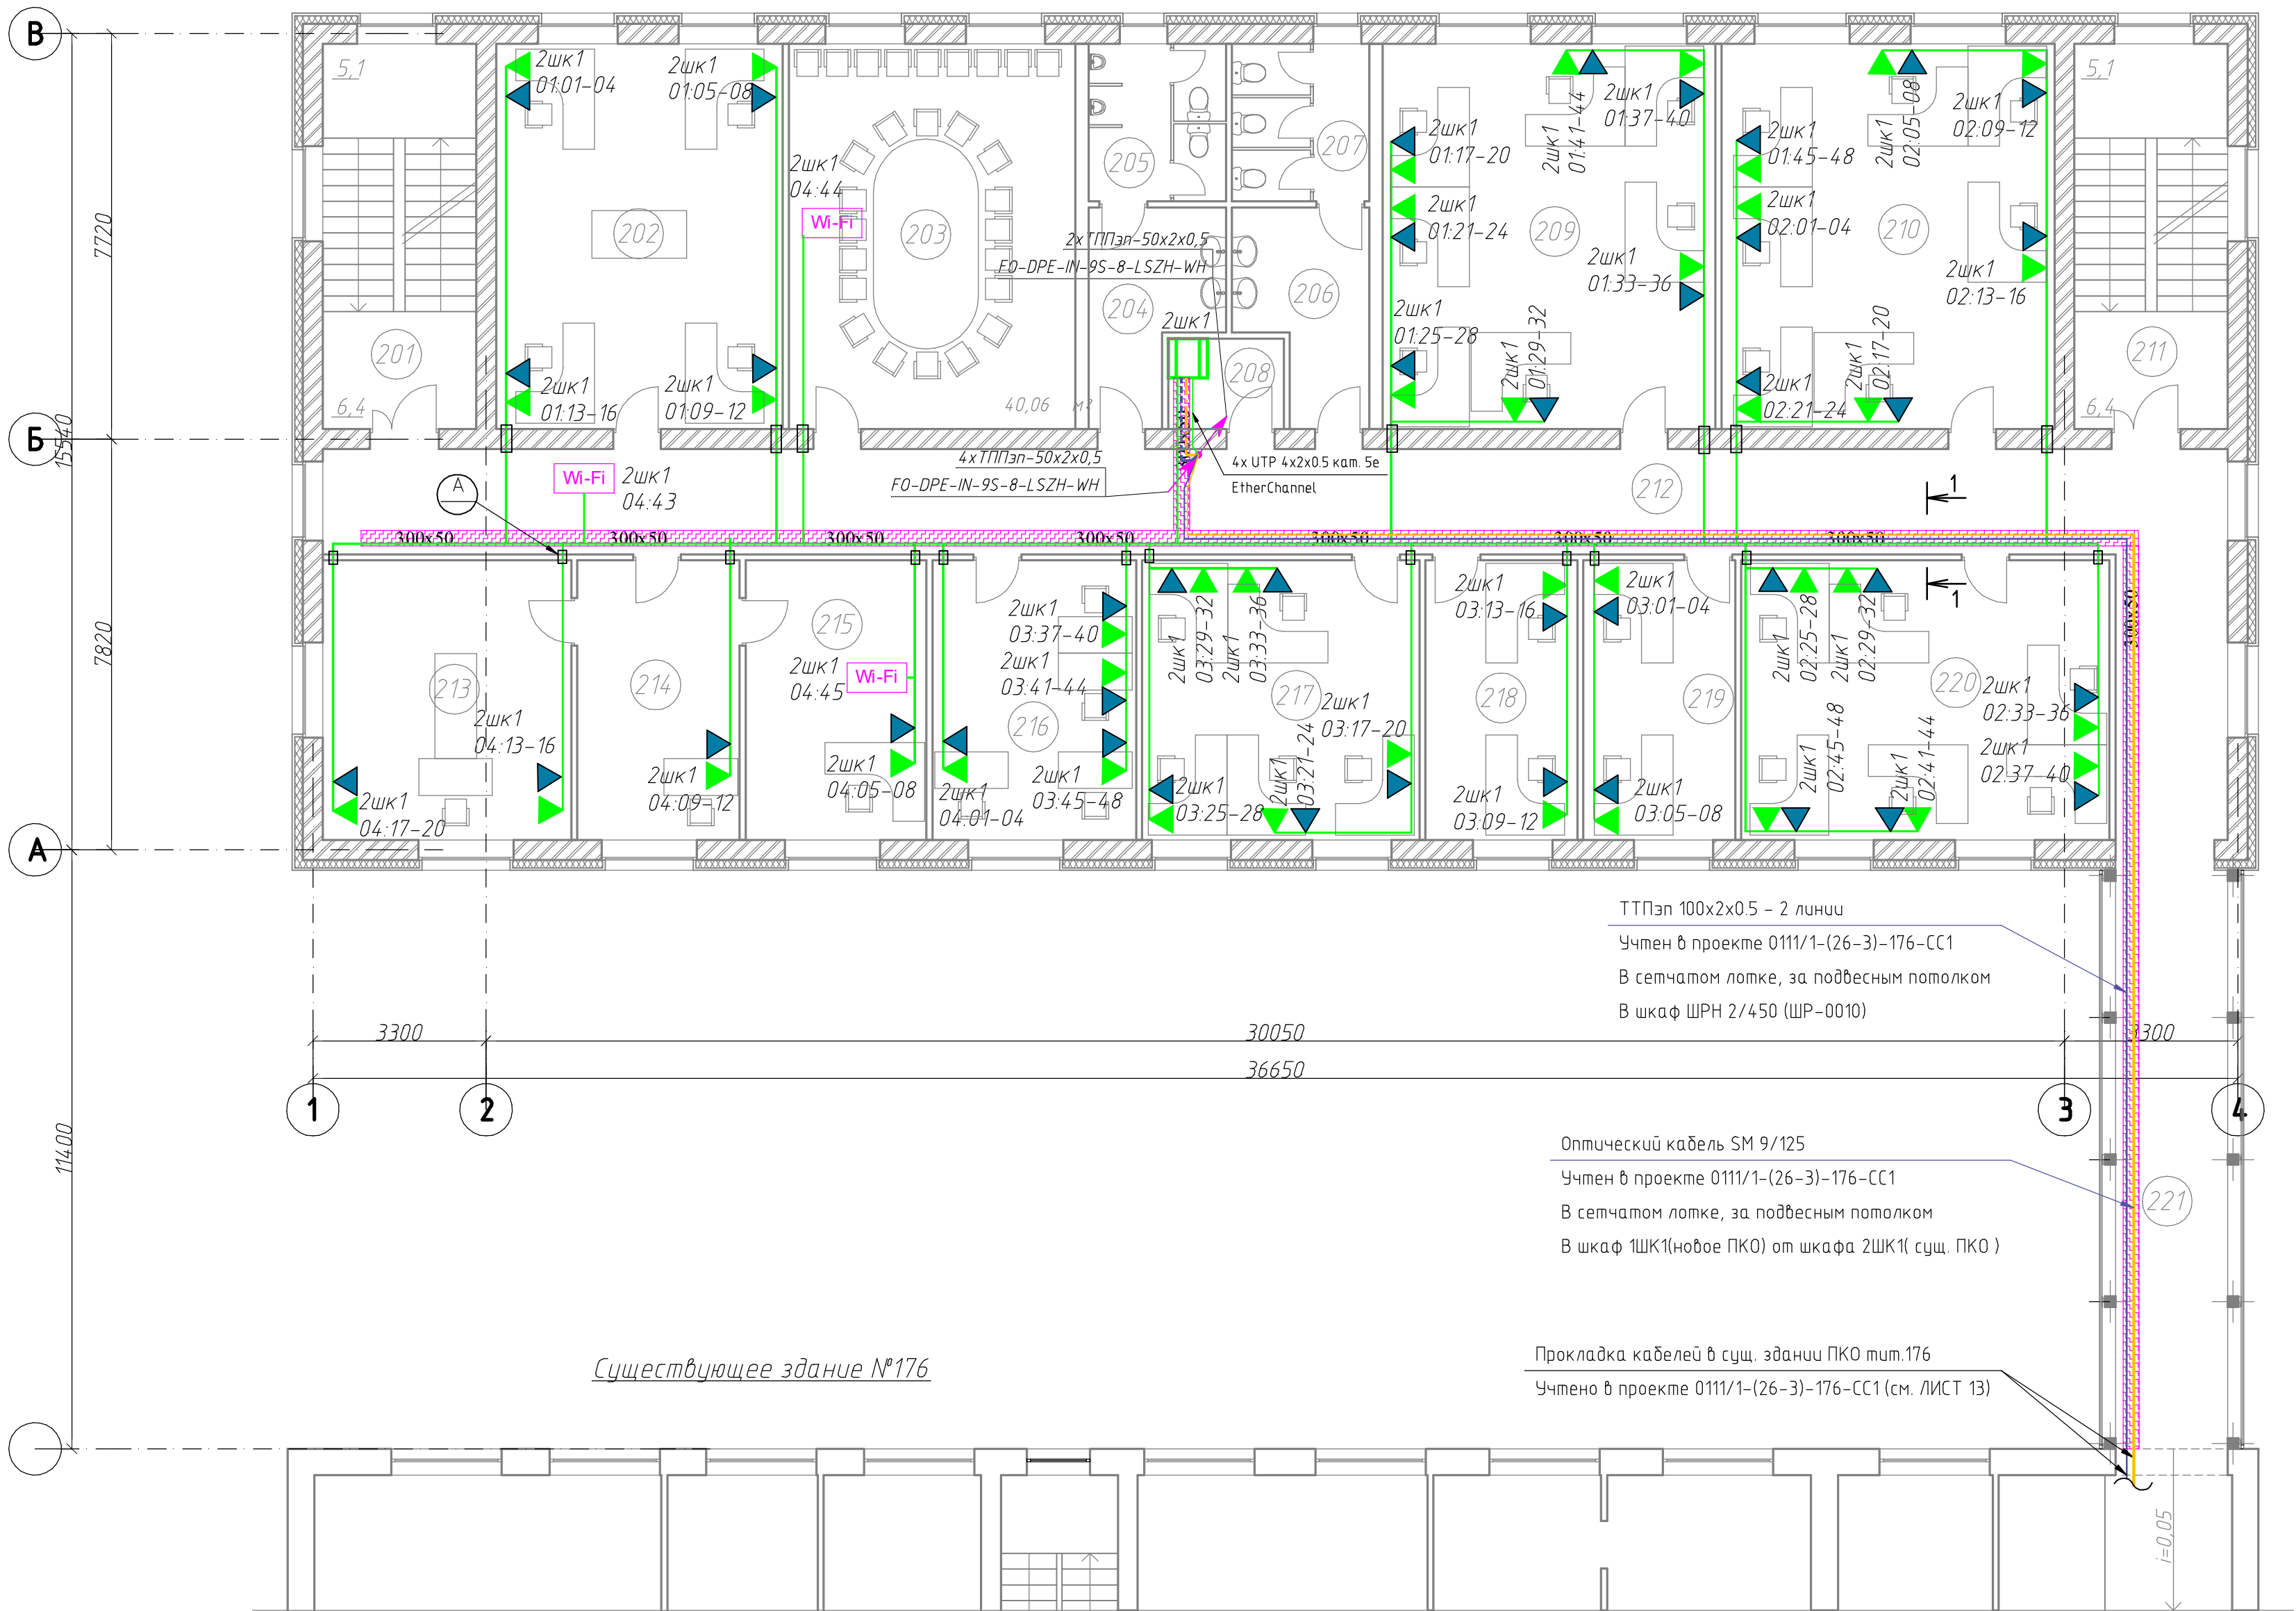 В
5,1
2шк1
01:01-04
2шк1
01:05-08
2шк1
04:44
Wi-Fi
202
203
205
207
204
206
2хТППэп-50х2х0,5
FO-DPE-IN-9S-8-LSZH-WH
2шк1
208
2шк1
01:17-20
2шк1
01:21-24
2шк1
01:41-44
2шк1
01:37-40
209
2шк1
01:33-36
2шк1
01:25-28
2шк1
01:29-32
2шк1
01:45-48
2шк1
02:01-04
2шк1
02:05-08
2шк1
02:09-12
210
2шк1
02:13-16
2шк1
02:17-20
2шк1
02:21-24
5,1
211
6,4
201
6,4
2шк1
01:13-16
2шк1
01:09-12
40,06 м²
7720
15540
Б
Wi-Fi
2шк1
04:43
А
4хТППэп-50х2х0,5
FO-DPE-IN-9S-8-LSZH-WH
4x UTP 4x2x0.5 кат. 5е
EtherChannel
212
1
300x50
300x50
300x50
300x50
300x50
300x50
300x50
300x50
1
7820
213
2шк1
04:13-16
2шк1
04:17-20
214
2шк1
04:09-12
215
2шк1
04:45
Wi-Fi
2шк1
04:05-08
2шк1
03:37-40
2шк1
03:41-44
216
2шк1
04:01-04
2шк1
03:45-48
2шк1
03:29-32
2шк1
03:33-36
217
2шк1
03:17-20
2шк1
03:21-24
2шк1
03:25-28
2шк1
03:13-16
218
2шк1
03:09-12
2шк1
03:01-04
219
2шк1
03:05-08
2шк1
02:25-28
2шк1
02:29-32
220
2шк1
02:33-36
2шк1
02:37-40
2шк1
02:45-48
2шк1
02:41-44
А
ТТПэп 100х2х0.5 - 2 линии
Учтен в проекте 0111/1-(26-3)-176-СС1
В сетчатом лотке, за подвесным потолком
В шкаф ШРН 2/450 (ШР-0010)
3300
30050
3300
36650
1
2
3
4
11400
Оптический кабель SM 9/125
Учтен в проекте 0111/1-(26-3)-176-СС1
В сетчатом лотке, за подвесным потолком
В шкаф 1ШК1(новое ПКО) от шкафа 2ШК1( сущ. ПКО )
221
Прокладка кабелей в сущ. здании ПКО тит.176
Учтено в проекте 0111/1-(26-3)-176-СС1 (см. ЛИСТ 13)
Существующее здание №176
i=0,05